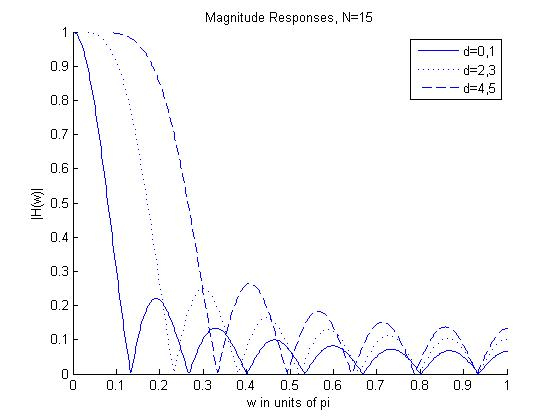 Magnitude Responses, N=15
d=0,1
d=2,3
d=4,5
|H(w)|
1
0.9
0.8
0.7
0.6
0.5
0.4
0.3
0.2
0.1
0
0 0.1 0.2 0.3 0.4 0.5 0.6 0.7 0.8 0.9 1
w in units of pi